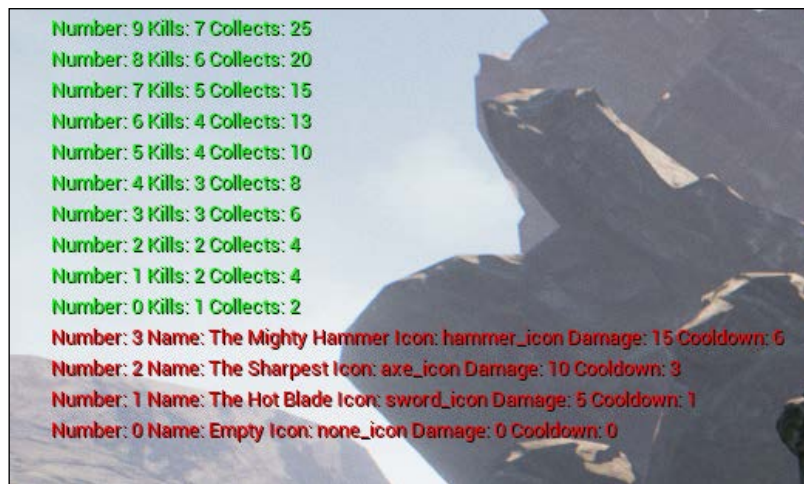 Number: 9 Kills: 7 Collects: 25
Number: 8 Kills: 6 Collects: 20
Number: 7 Kills: 5 Collects: 15
Number: 6 Kills: 4 Collects: 13
Number: 5 Kills: 4 Collects: 10
Number: 4 Kills: 3 Collects: 8
Number: 3 Kills: 3 Collects: 6
Number: 2 Kills: 2 Collects: 4
Number: 1 Kills: 2 Collects: 4
Number: 0 Kills: 1 Collects: 2
Number: 3 Name: The Mighty Hammer Icon: hammer_icon Damage: 15 Cooldown: 6
Number: 2 Name: The Sharpest Icon: axe_icon Damage: 10 Cooldown: 3
Number: 1 Name: The Hot Blade Icon: sword_icon Damage: 5 Cooldown: 1
Number: 0 Name: Empty Icon: none_icon Damage: 0 Cooldown: 0